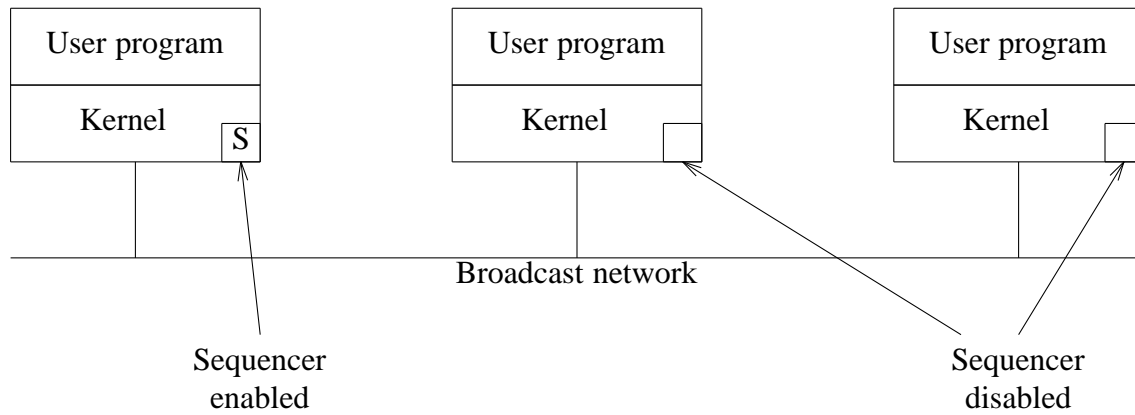 User program
User program
User program
Kernel
S
Kernel
Kernel
Broadcast network
Sequencer
enabled
Sequencer
disabled